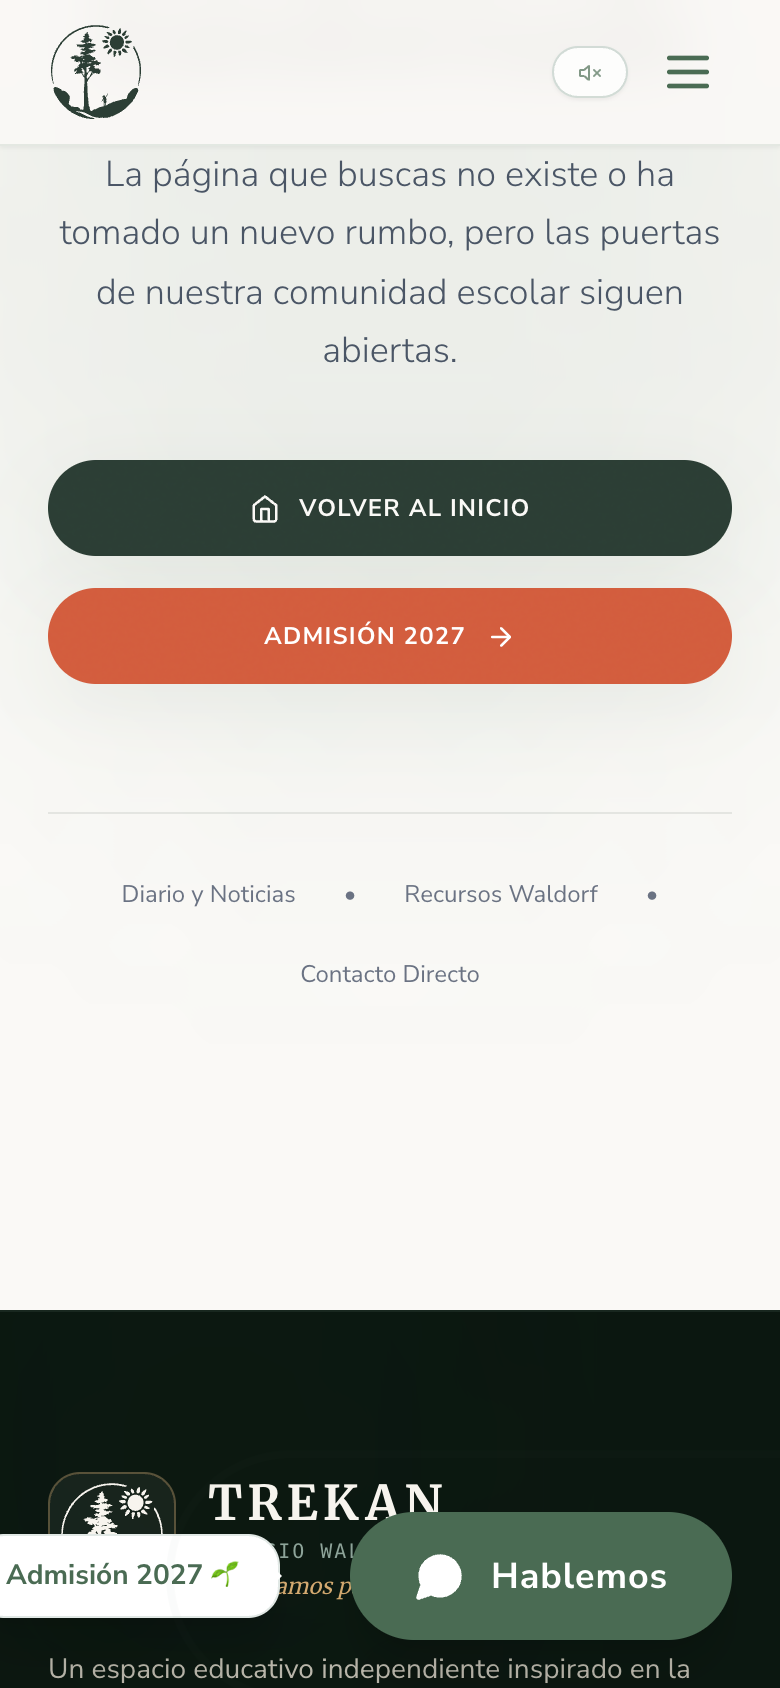 La página que buscas no existe o ha
tomado un nuevo rumbo, pero las puertas
de nuestra comunidad escolar siguen
abiertas.
VOLVER AL INICIO
ADMISIÓN 2027
Diario y Noticias • Recursos Waldorf •
Contacto Directo
TREKAN
Admisión 2027
Hablemos
Un espacio educativo independiente inspirado en la